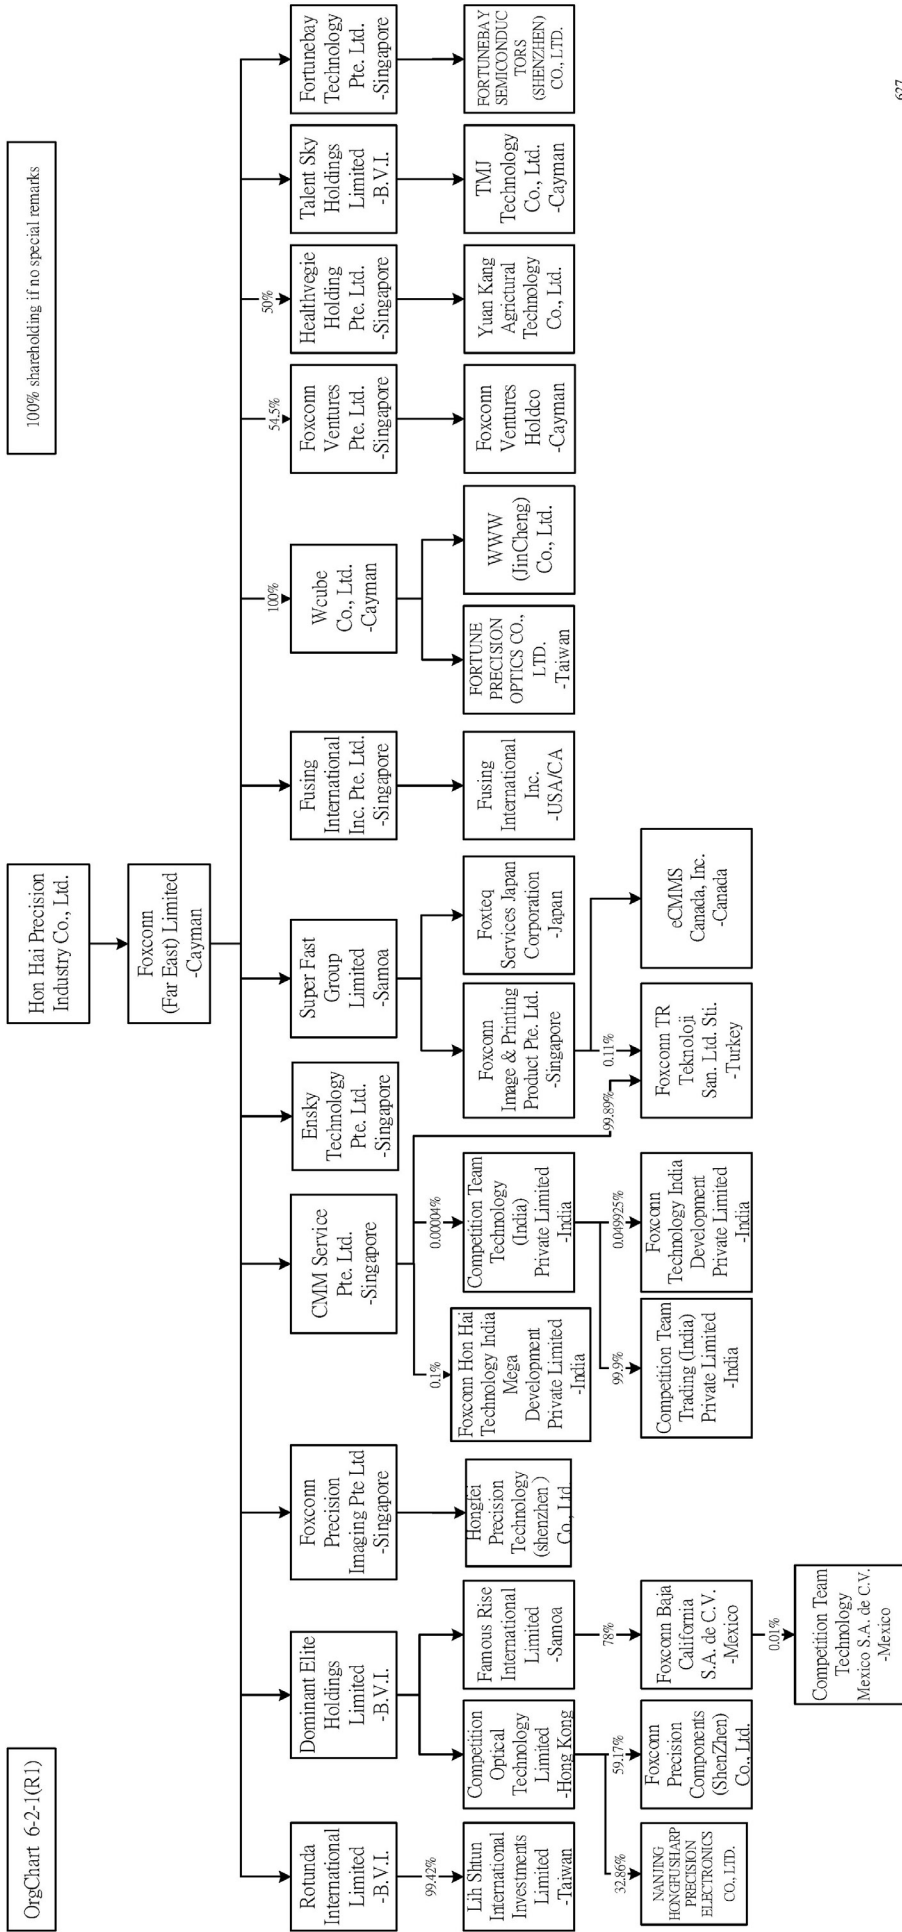 OrgChart 6-2-1(R1)
Hon Hai Precision
Industry Co., Ltd.
100% shareholding if no special remarks
Foxconn
(Far East) Limited
-Cayman
Rotunda
International
Limited
-B.V.I.
Dominant Elite
Holdings
Limited
-B.V.I.
Foxconn
Precision
Imaging Pte Ltd
-Singapore
CMM Service
Pte. Ltd.
-Singapore
Ensky
Technology
Pte. Ltd.
-Singapore
Super Fast
Group
Limited
-Samoa
Fusing
International
Inc. Pte. Ltd.
-Singapore
100%
Wcube
Co., Ltd.
-Cayman
54.5%
Foxconn
Ventures
Pte. Ltd.
-Singapore
50%
Healthvegie
Holding
Pte. Ltd.
-Singapore
Talent Sky
Holdings
Limited
-B.V.I.
Fortunebay
Technology
Pte. Ltd.
-Singapore
99.42%
Lih Shtun
International
Investments
Limited
-Taiwan
Competition
Optical
Technology
Limited
-Hong Kong
Famous Rise
International
Limited
-Samoa
Hongfei
Precision
Technology
(shenzhen )
Co., Ltd.
0.1%
Foxconn Hon Hai
Technology India
Mega
Development
Private Limited
-India
0.00004%
Competition Team
Technology
(India)
Private Limited
-India
99.89%
Foxconn
Image & Printing
Product Pte. Ltd.
-Singapore
Foxteq
Services Japan
Corporation
-Japan
Fusing
International
Inc.
-USA/CA
FORTUNE
PRECISION
OPTICS CO.,
LTD.
-Taiwan
WWW
(JinCheng)
Co., Ltd.
Foxconn
Ventures
Holdco
-Cayman
Yuan Kang
Agrictural
Technology
Co., Ltd.
TMJ
Technology
Co., Ltd.
-Cayman
FORTUNEBAY
SEMICONDUC
TORS
(SHENZHEN)
CO., LTD.
32.86%
NANJING
HONGFUSHARP
PRECISION
ELECTRONICS
CO., LTD.
59.17%
Foxconn
Precision
Components
(ShenZhen)
Co., Ltd.
78%
Foxconn Baja
California
S.A. de C.V.
-Mexico
99.9%
Competition Team
Trading (India)
Private Limited
-India
0.049925%
Foxconn
Technology India
Development
Private Limited
-India
0.11%
Foxconn TR
Teknoloji
San. Ltd. Sti.
-Turkey
eCMMS
Canada, Inc.
-Canada
0.01%
Competition Team
Technology
Mexico S.A. de C.V.
-Mexico
627